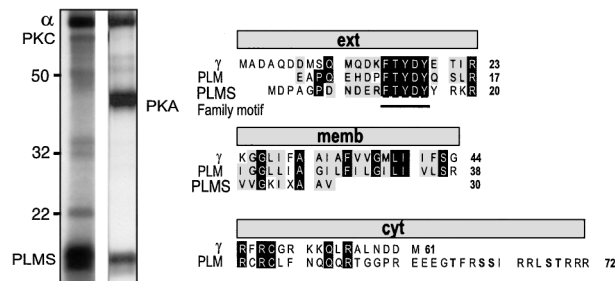 α
PKC
50
PKA
32
22
PLMS
ext
γ MADAQDDMSQ MQDKFTYDYE TIR 23
PLM EAPQ EHDPFTYDYQ SLR 17
PLMS MDPAGPD NDERFTYDYY RKR 20
Family motif
memb
γ KGGLIFA AIAFVVGMLI IFSG 44
PLM IGGLLIA GILFILGILI VLSR 38
PLMS VVGKIXA AV 30
cyt
γ RFRCGR KKQLRALNDD M 61
PLM RCRCLF NQQQRTGGPR EEEGTFRSSI RRLSTRRR 72